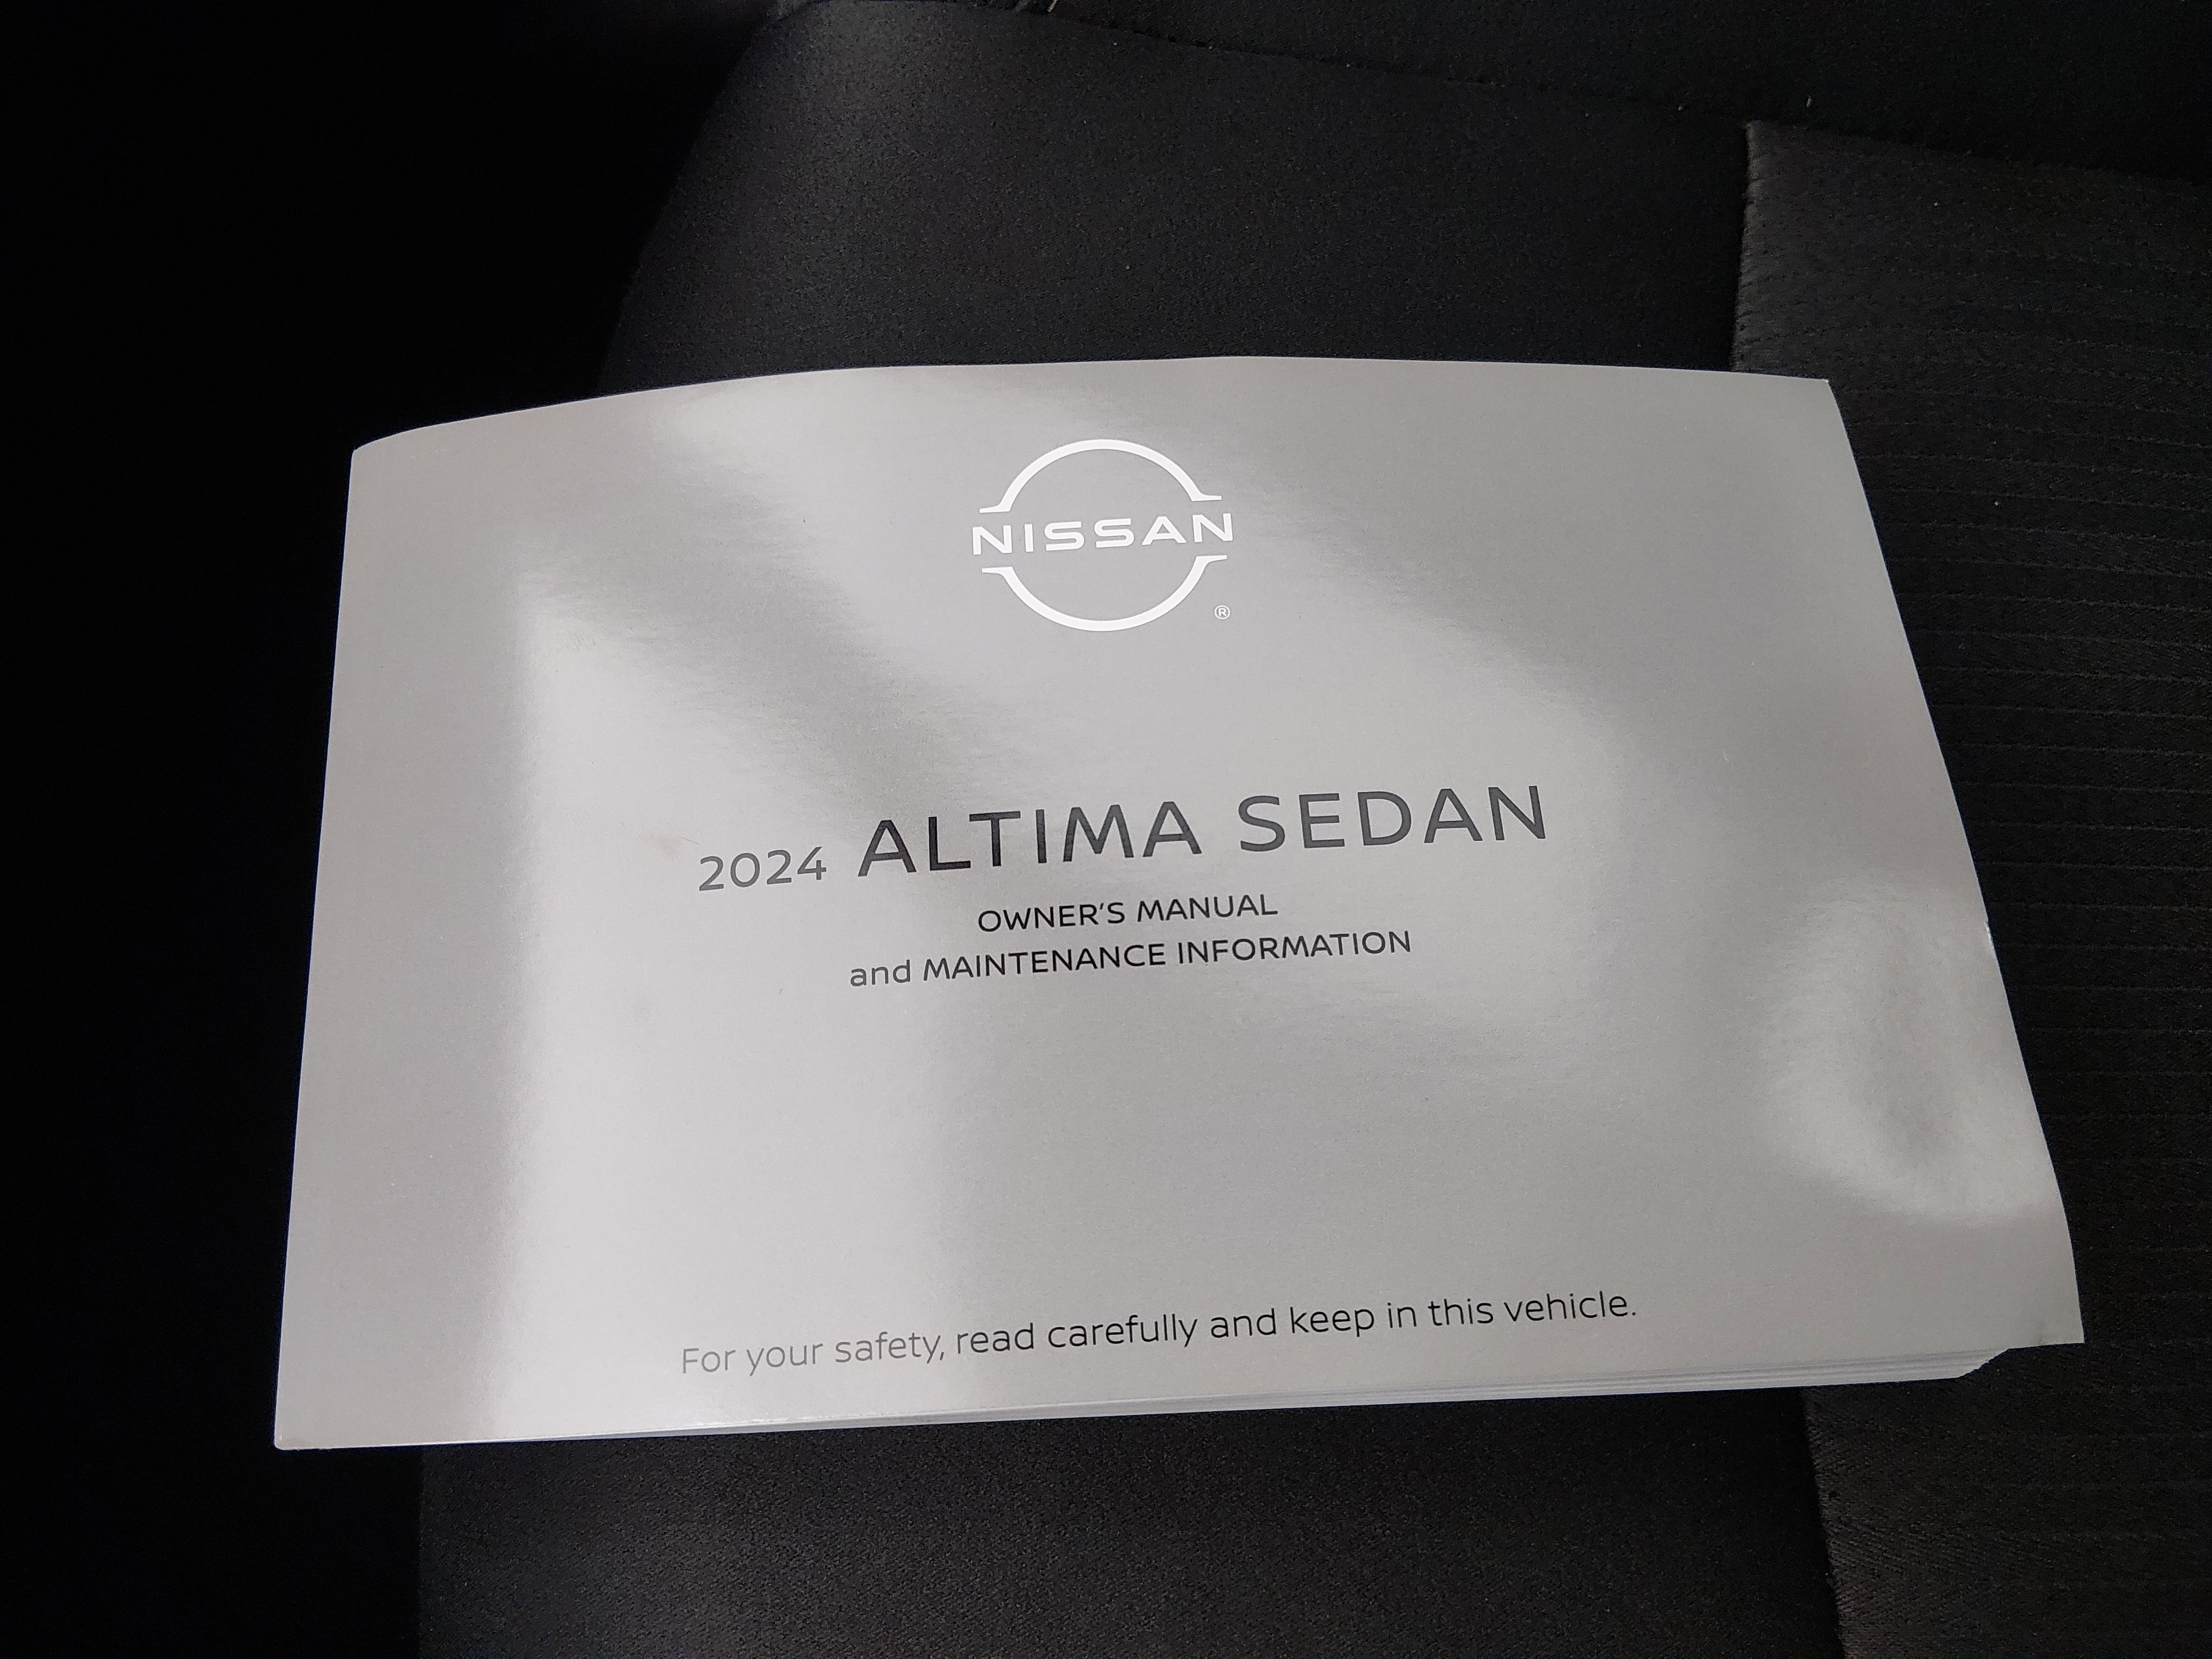 NISSAN
®
2024 ALTIMA SEDAN
OWNER'S MANUAL
and MAINTENANCE INFORMATION
For your safety, read carefully and keep in this vehicle.